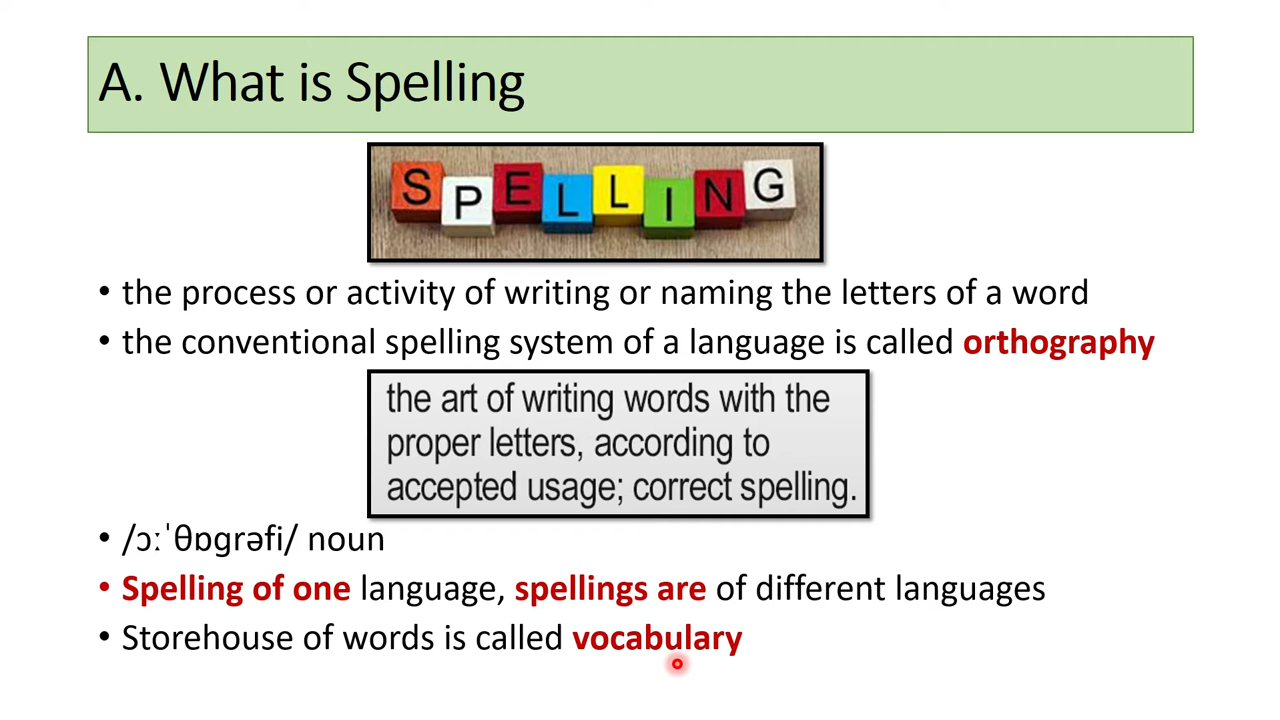 A. What is Spelling
SPELLING
• the process or activity of writing or naming the letters of a word
• the conventional spelling system of a language is called orthography
the art of writing words with the
proper letters, according to
accepted usage; correct spelling.
• /ɔːˈθɒɡrəfi/ noun
• Spelling of one language, spellings are of different languages
• Storehouse of words is called vocabulary